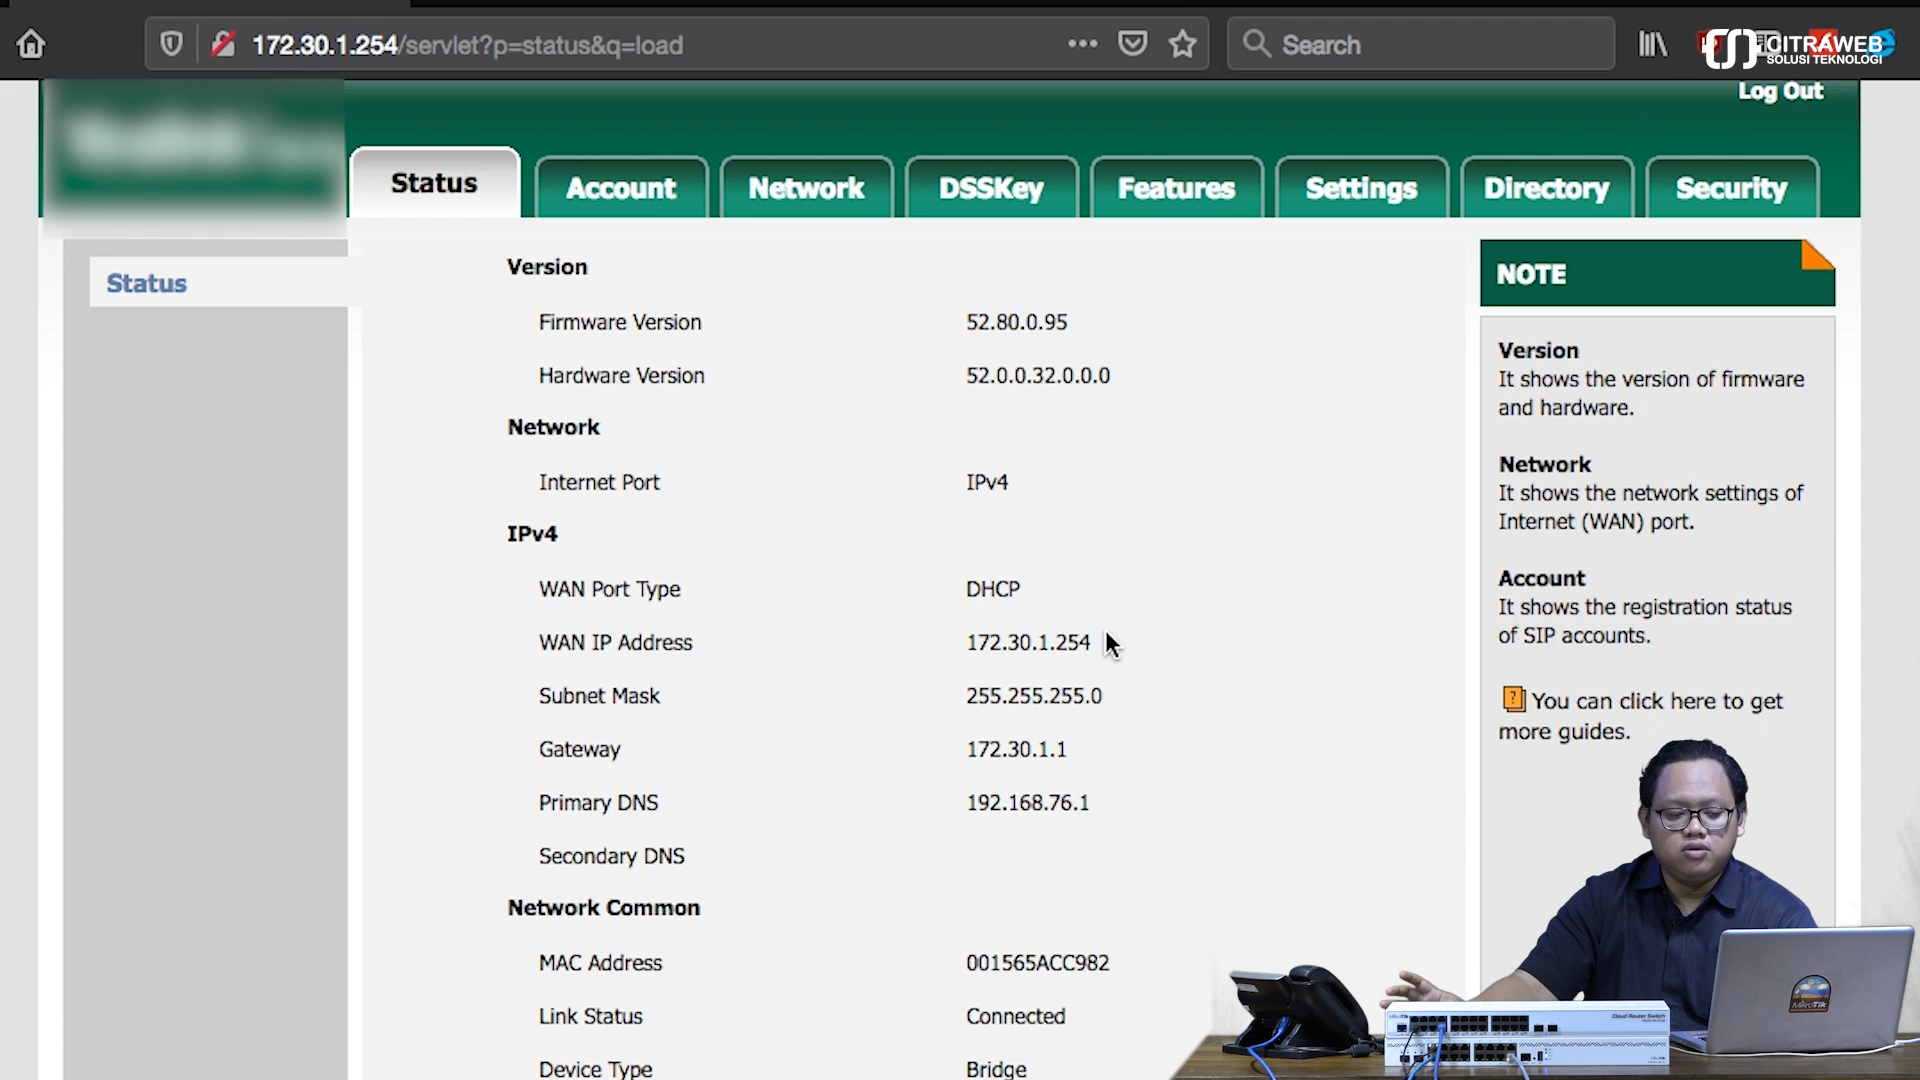 172.30.1.254/servlet?p=status&q=load
Search
CITRAWEB
SOLUSI TEKNOLOGI
Log Out
Status
Account
Network
DSSKey
Features
Settings
Directory
Security
Status
Version
Firmware Version 52.80.0.95
Hardware Version 52.0.0.32.0.0.0
Network
Internet Port IPv4
IPv4
WAN Port Type DHCP
WAN IP Address 172.30.1.254
Subnet Mask 255.255.255.0
Gateway 172.30.1.1
Primary DNS 192.168.76.1
Secondary DNS
Network Common
MAC Address 001565ACC982
Link Status Connected
Device Type Bridge
NOTE
Version
It shows the version of firmware
and hardware.
Network
It shows the network settings of
Internet (WAN) port.
Account
It shows the registration status
of SIP accounts.
You can click here to get
more guides.
MikroTik
Cloud Router Switch